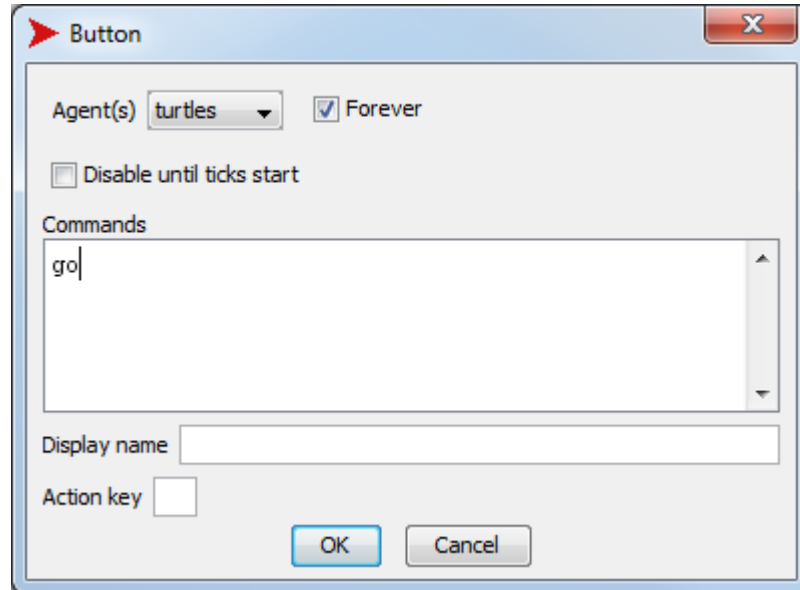 Button
Agent(s) turtles Forever
Disable until ticks start
Commands
go
Display name
Action key
OK Cancel